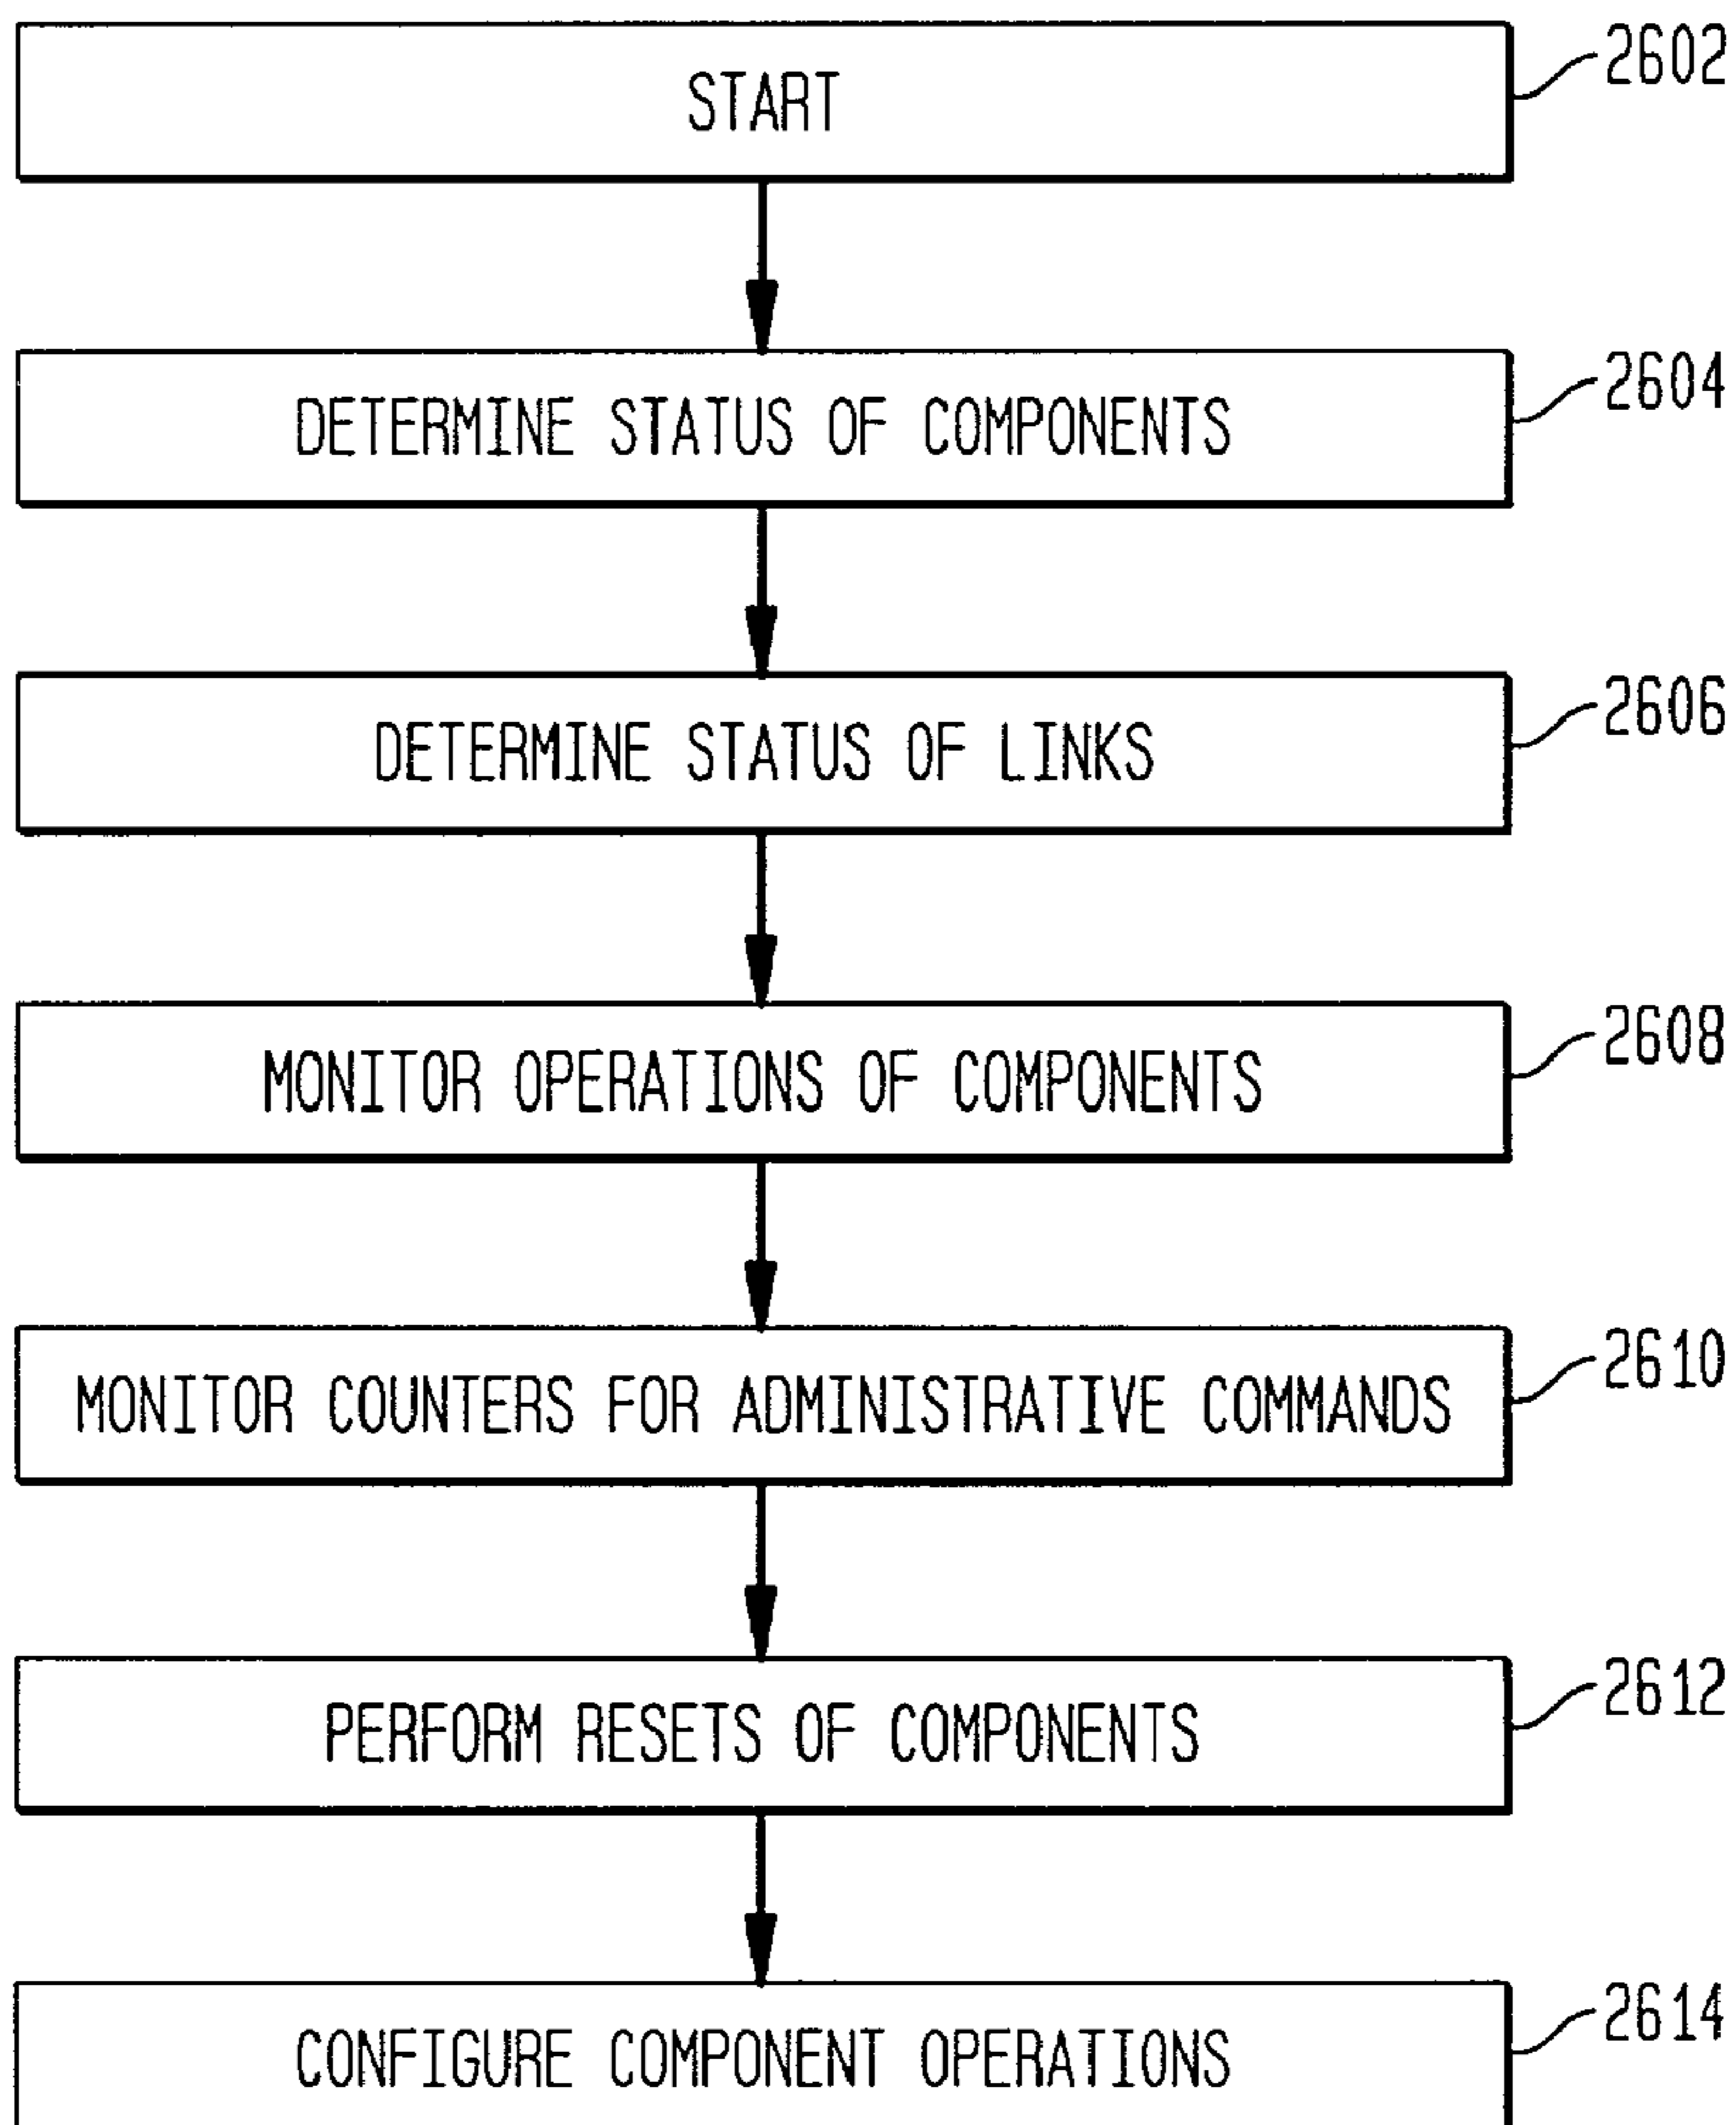 START
2602
DETERMINE STATUS OF COMPONENTS
2604
DETERMINE STATUS OF LINKS
2606
MONITOR OPERATIONS OF COMPONENTS
2608
MONITOR COUNTERS FOR ADMINISTRATIVE COMMANDS
2610
PERFORM RESETS OF COMPONENTS
2612
CONFIGURE COMPONENT OPERATIONS
2614